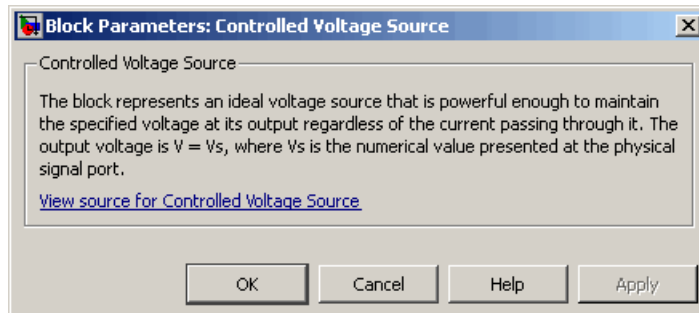 Block Parameters: Controlled Voltage Source
Controlled Voltage Source
The block represents an ideal voltage source that is powerful enough to maintain
the specified voltage at its output regardless of the current passing through it. The
output voltage is V = Vs, where Vs is the numerical value presented at the physical
signal port.
View source for Controlled Voltage Source
OK Cancel Help Apply